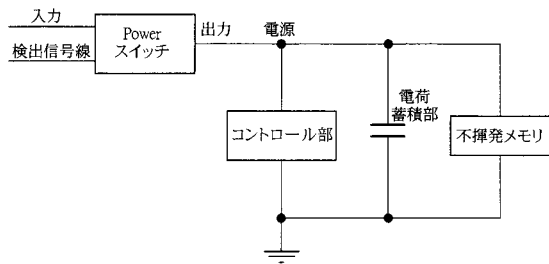 入力
検出信号線
Power
スイッチ
出力
電源
コントロール部
電荷
蓄積部
不揮発メモリ